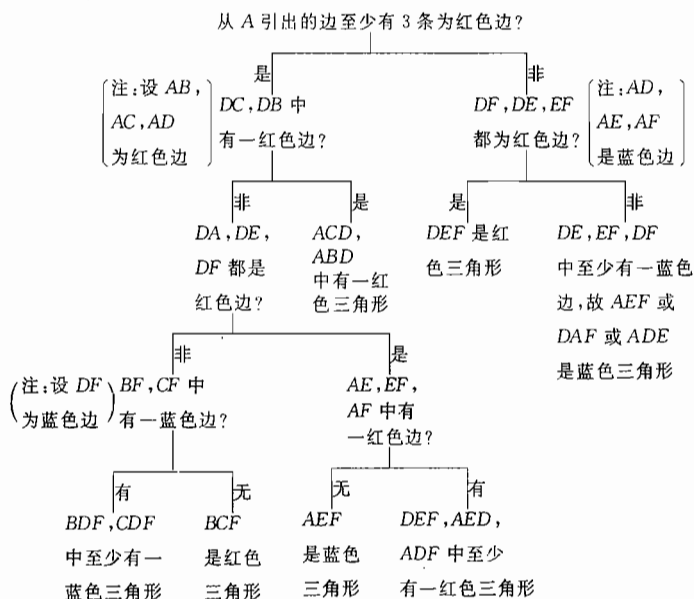 从 A 引出的边至少有 3 条为红色边?
是
非
注:设 AB,
AC,AD
为红色边
DC,DB 中
有一红色边?
DF,DE,EF
都为红色边?
注:AD,
AE,AF
是蓝色边
非
是
是
非
DA,DE,
DF 都是
红色边?
ACD,
ABD
中有一红
色三角形
DEF 是红
色三角形
DE,EF,DF
中至少有一蓝色
边,故 AEF 或
DAF 或 ADE
是蓝色三角形
非
是
(注:设 DF
为蓝色边)
BF,CF 中
有一蓝色边?
AE,EF,
AF 中有
一红色边?
有
无
无
有
BDF,CDF
中至少有一
蓝色三角形
BCF
是红色
三角形
AEF
是蓝色
三角形
DEF,AED,
ADF 中至少
有一红色三角形